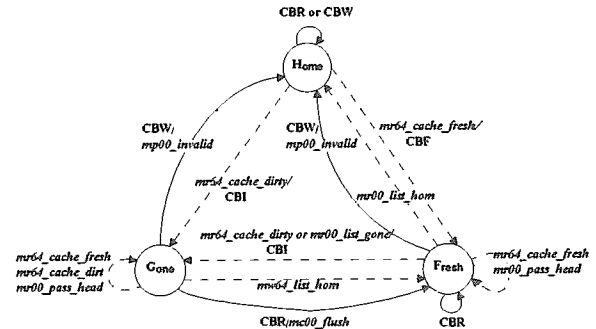 CBR or CBW
Home
CBW/
mp00_invalid
CBW/
mp00_invalid
mr64_cache_fresh/
CBF
mr64_cache_dirty/
CBI
mr00_list_hom
mr64_cache_dirty or mr00_list_gone/
CBI
mr64_cache_fresh
mr64_cache_dirt
mr00_pass_head
Gone
Fresh
mr64_cache_fresh
mr00_pass_head
mw64_list_hom
CBR/mc00_flush
CBR